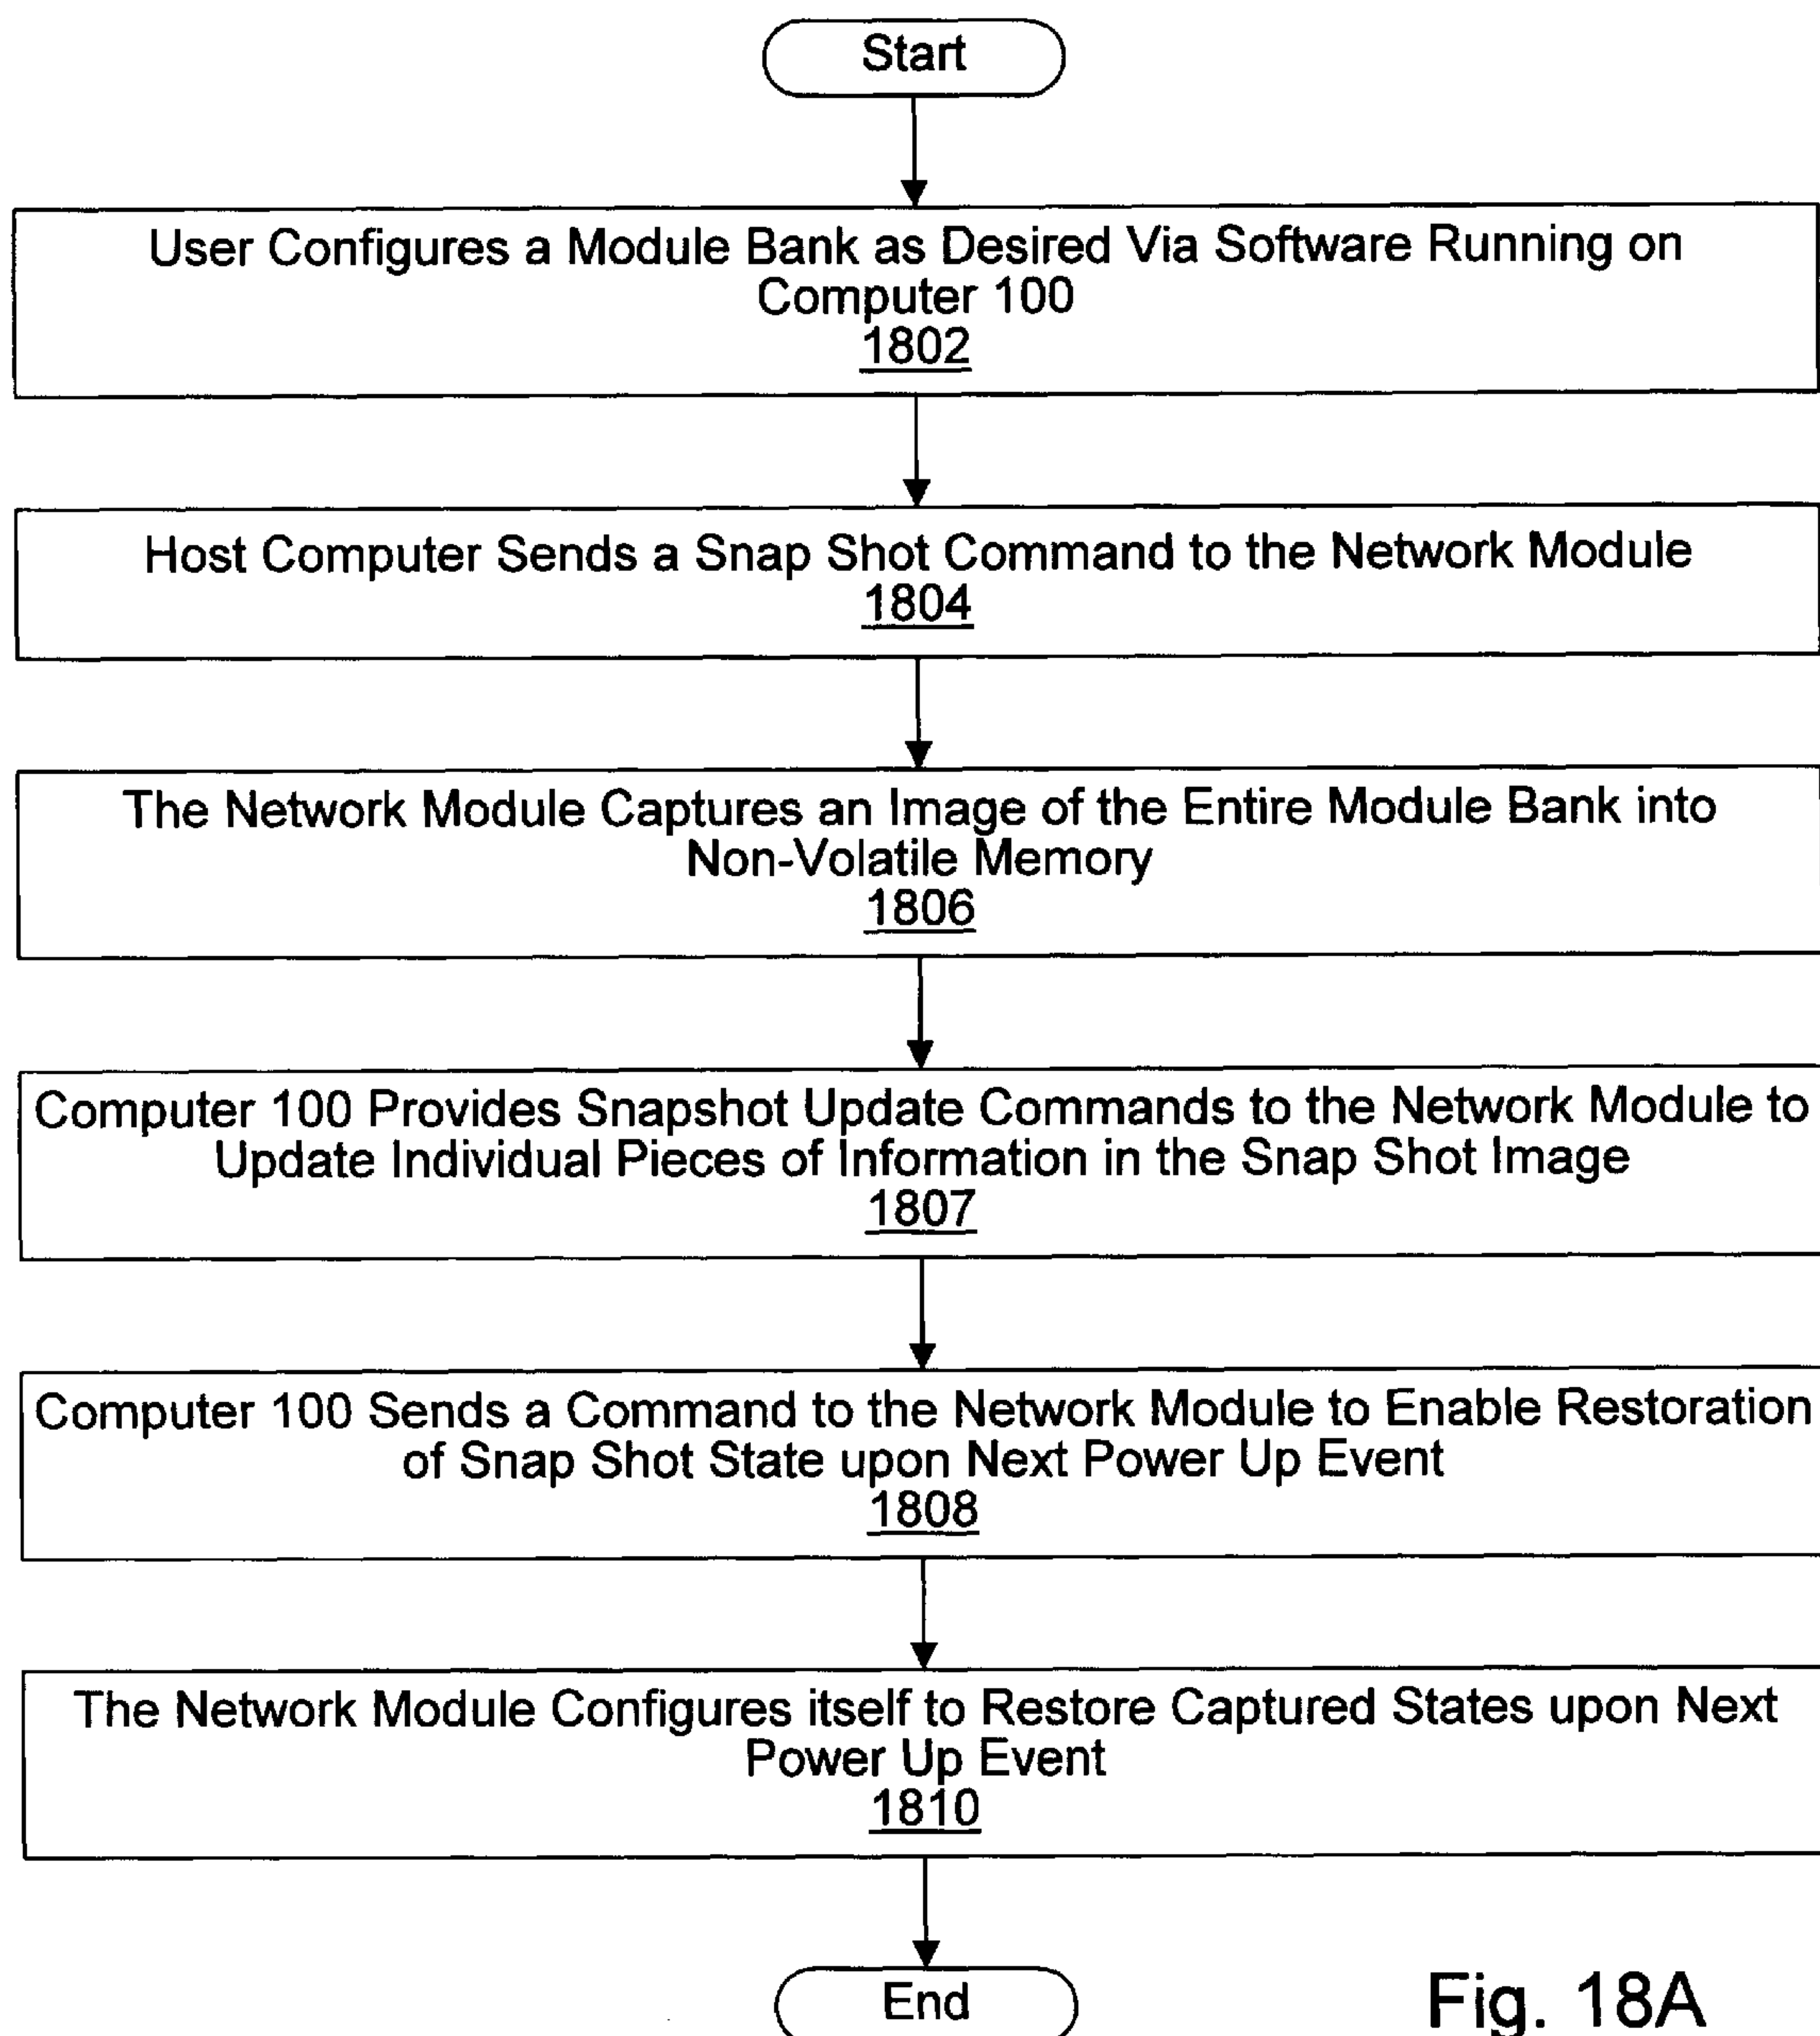 Start
User Configures a Module Bank as Desired Via Software Running on
Computer 100
1802
Host Computer Sends a Snap Shot Command to the Network Module
1804
The Network Module Captures an Image of the Entire Module Bank into
Non-Volatile Memory
1806
Computer 100 Provides Snapshot Update Commands to the Network Module to
Update Individual Pieces of Information in the Snap Shot Image
1807
Computer 100 Sends a Command to the Network Module to Enable Restoration
of Snap Shot State upon Next Power Up Event
1808
The Network Module Configures itself to Restore Captured States upon Next
Power Up Event
1810
End
Fig. 18A